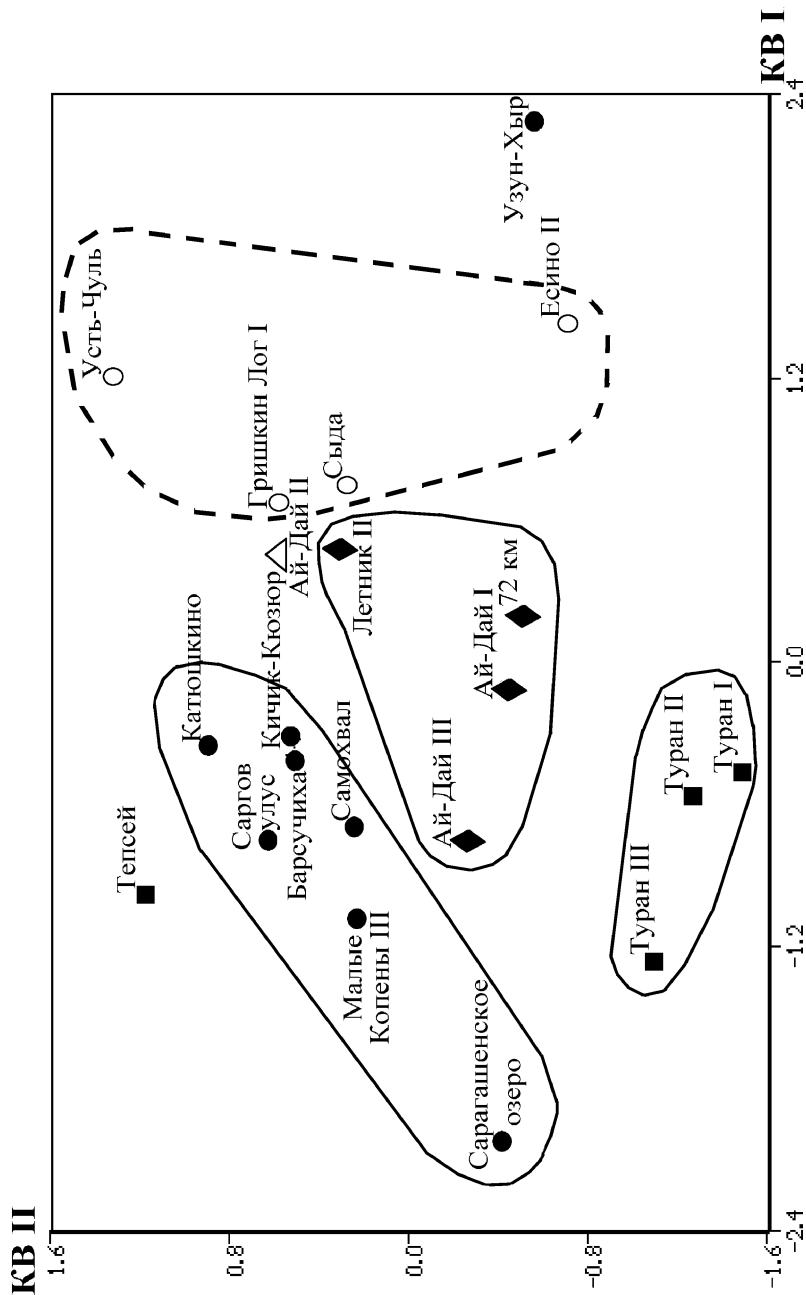 КВ II
1.6
0.8
0.0
-0.8
-1.6
Усть-Чуль
Гришкин Лог I
Сыда
Ай-Дай II
Узун-Хыр
Есино II
Катюшкино
Тепсей
Кичик-Кюзюр
Саргов
улус
Барсучиха
Самохвал
Летник II
Малые
Копены III
Ай-Дай III
Ай-Дай I
72 км
Сарагашенское
озеро
Туран III
Туран II
Туран I
-2.4
-1.2
0.0
1.2
2.4
КВ I